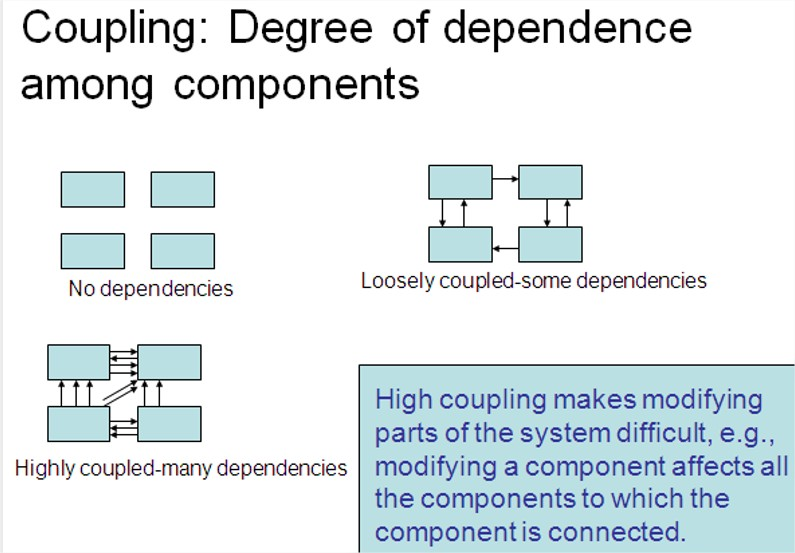 Coupling: Degree of dependence
among components
No dependencies
Loosely coupled-some dependencies
Highly coupled-many dependencies
High coupling makes modifying
parts of the system difficult, e.g.,
modifying a component affects all
the components to which the
component is connected.